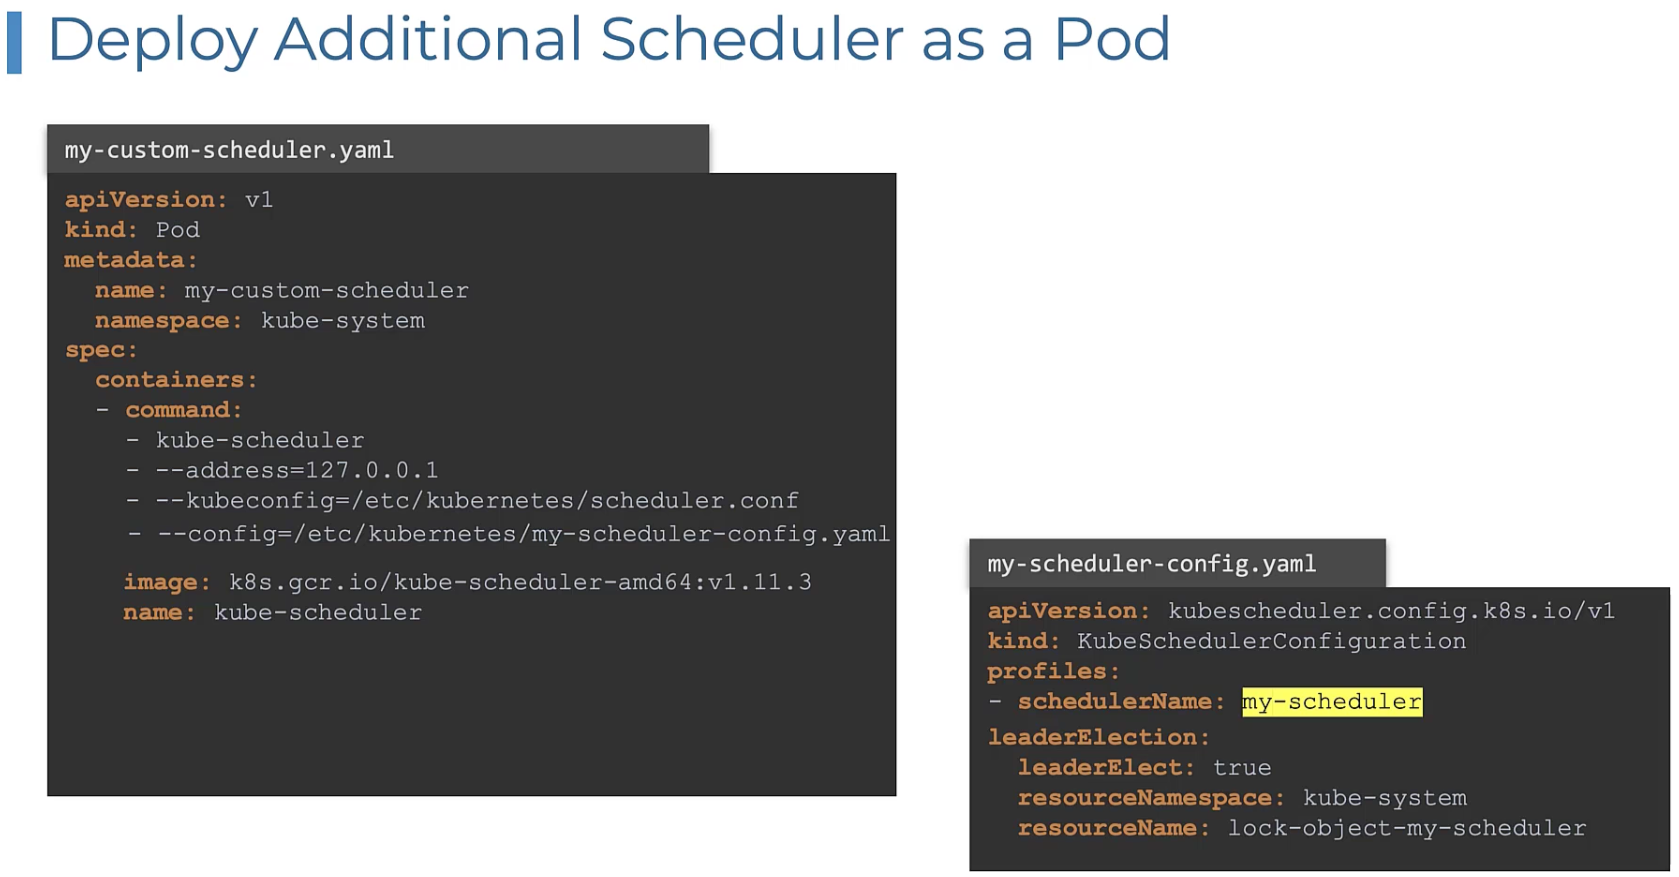 Deploy Additional Scheduler as a Pod
my-custom-scheduler.yaml
apiVersion: v1
kind: Pod
metadata:
  name: my-custom-scheduler
  namespace: kube-system
spec:
  containers:
  - command:
    - kube-scheduler
    - --address=127.0.0.1
    - --kubeconfig=/etc/kubernetes/scheduler.conf
    - --config=/etc/kubernetes/my-scheduler-config.yaml
    image: k8s.gcr.io/kube-scheduler-amd64:v1.11.3
    name: kube-scheduler
my-scheduler-config.yaml
apiVersion: kubescheduler.config.k8s.io/v1
kind: KubeSchedulerConfiguration
profiles:
- schedulerName: my-scheduler
leaderElection:
  leaderElect: true
  resourceNamespace: kube-system
  resourceName: lock-object-my-scheduler